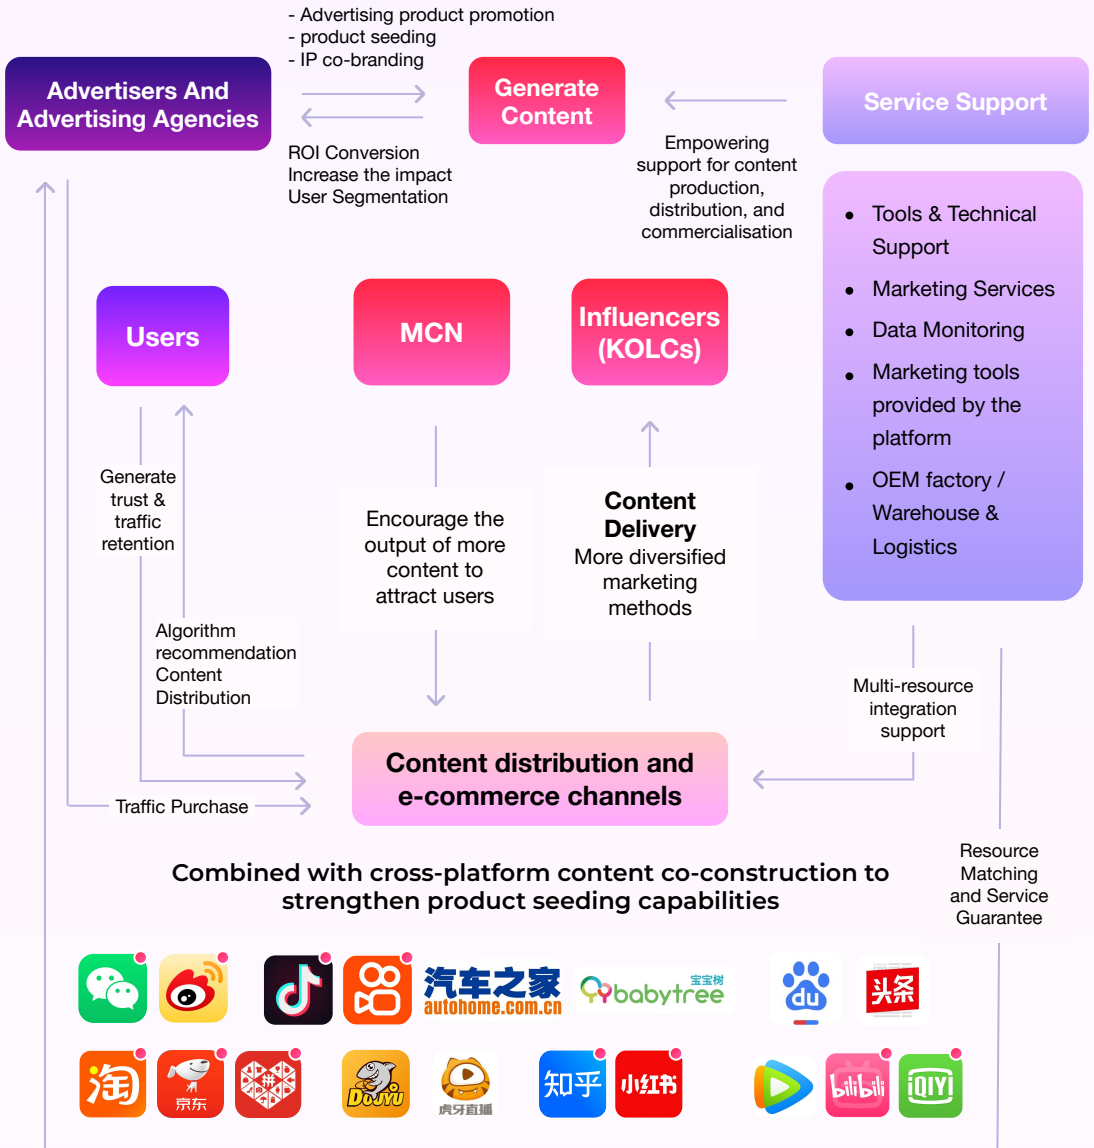 - Advertising product promotion
- product seeding
- IP co-branding
Advertisers And
Advertising Agencies
Generate
Content
Service Support
ROI Conversion
Increase the impact
User Segmentation
Empowering
support for content
production,
distribution, and
commercialisation
Tools & Technical
Support
Marketing Services
Data Monitoring
Marketing tools
provided by the
platform
OEM factory /
Warehouse &
Logistics
Users
MCN
Influencers
(KOLCs)
Generate
trust &
traffic
retention
Algorithm
recommendation
Content
Distribution
Encourage the
output of more
content to
attract users
Content
Delivery
More diversified
marketing
methods
Multi-resource
integration
support
Content distribution and
e-commerce channels
Traffic Purchase
Resource
Matching
and Service
Guarantee
Combined with cross-platform content co-construction to
strengthen product seeding capabilities
汽车之家
autohome.com.cn
宝宝树
babytree
du
头条
淘
京东
拼
DOUYU
虎牙直播
知乎
小红书
bilibili
iQIYI